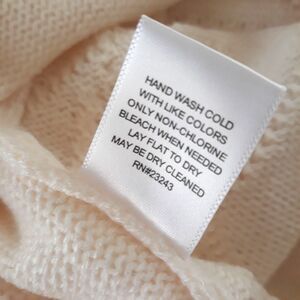 HAND WASH COLD
WITH LIKE COLORS
ONLY NON-CHLORINE
BLEACH WHEN NEEDED
LAY FLAT TO DRY
MAY BE DRY CLEANED
RN#23243